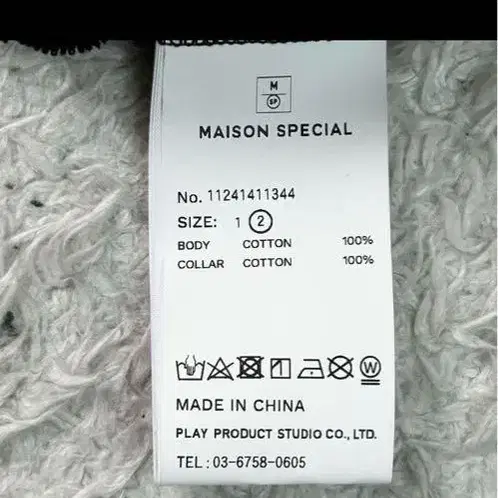 M
SP
MAISON SPECIAL
No. 11241411344
SIZE: 1 2
BODY COTTON 100%
COLLAR COTTON 100%
W
MADE IN CHINA
PLAY PRODUCT STUDIO CO., LTD.
TEL : 03-6758-0605